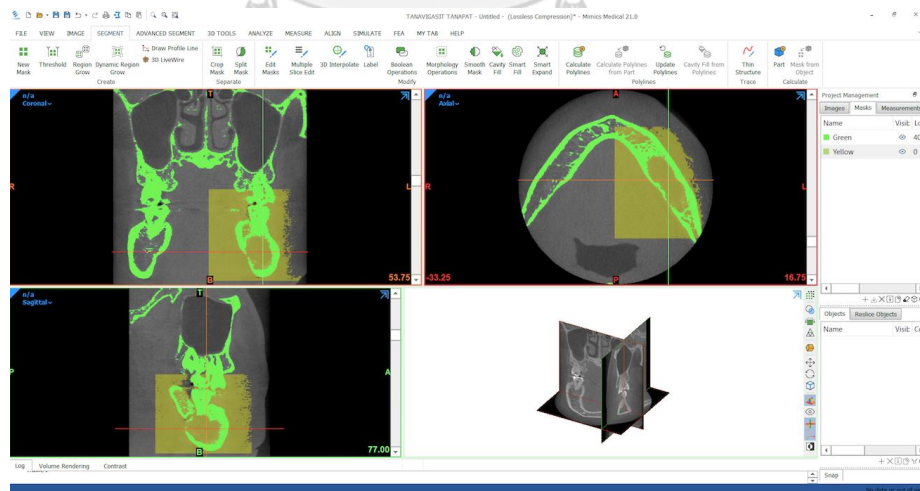 TANAVIGASIT TANAPAT - Untitled - (Lossless Compression)* - Mimics Medical 21.0
FILE VIEW IMAGE SEGMENT ADVANCED SEGMENT 3D TOOLS ANALYZE MEASURE ALIGN SIMULATE FEA MY TAB HELP
New Mask
Threshold
Region Grow
Dynamic Region Grow
Draw Profile Line
3D LiveWire
Create
Crop Mask
Split Mask
Separate
Edit Masks
Multiple Slice Edit
3D Interpolate
Label
Boolean Operations
Morphology Operations
Smooth Mask
Cavity Fill
Smart Fill
Smart Expand
Modify
Calculate Polylines
Calculate Polylines from Part
Update Polylines
Cavity Fill from Polylines
Polylines
Thin Structure
Trace
Part
Mask from Object
Calculate
n/a
Coronal
T
R
L
B
53.75
n/a
Axial
A
R
L
P
-33.25
16.75
n/a
Sagittal
T
P
A
B
77.00
Project Management
Images Masks Measurements
Name Visit Lo
Green 40
Yellow 0
Objects Reslice Objects
Name Visit Co
Log Volume Rendering Contrast
Snap